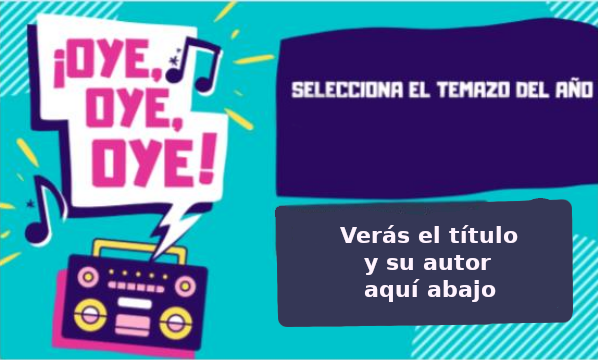 ¡OYE,
OYE,
OYE!
SELECCIONA EL TEMAZO DEL AÑO
Verás el título
y su autor
aquí abajo